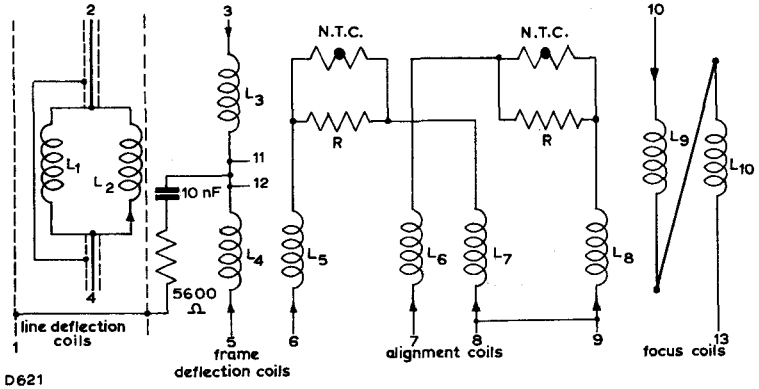 2
3
N.T.C.
N.T.C.
10
L3
R
R
L1
L2
11
12
10 nF
L9
L10
L4
L5
L6
L7
L8
4
5600
Ω
1
line deflection
coils
5
frame
deflection coils
6
7
8
9
alignment coils
13
focus coils
D621